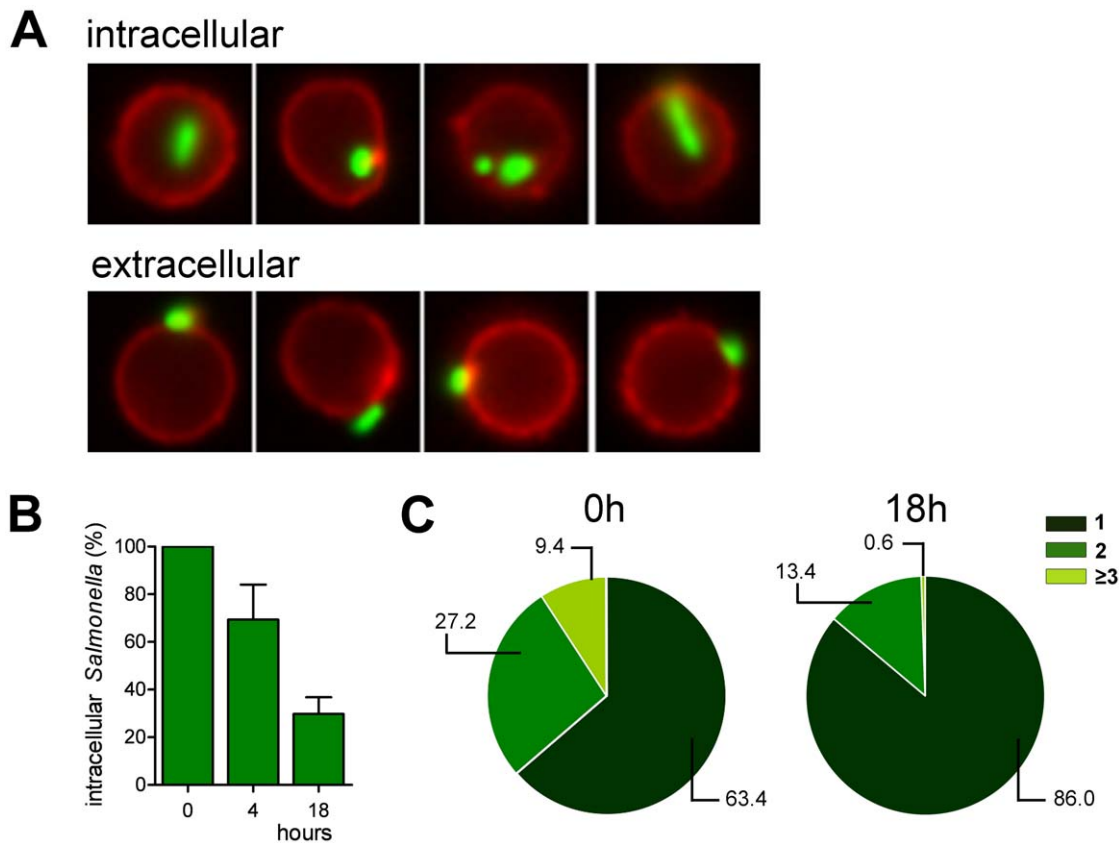 A
intracellular
extracellular
B
intracellular Salmonella (%)
100
80
60
40
20
0
0 4 18
hours
C
0h
9.4
27.2
63.4
18h
0.6
13.4
86.0
1
2
≥3